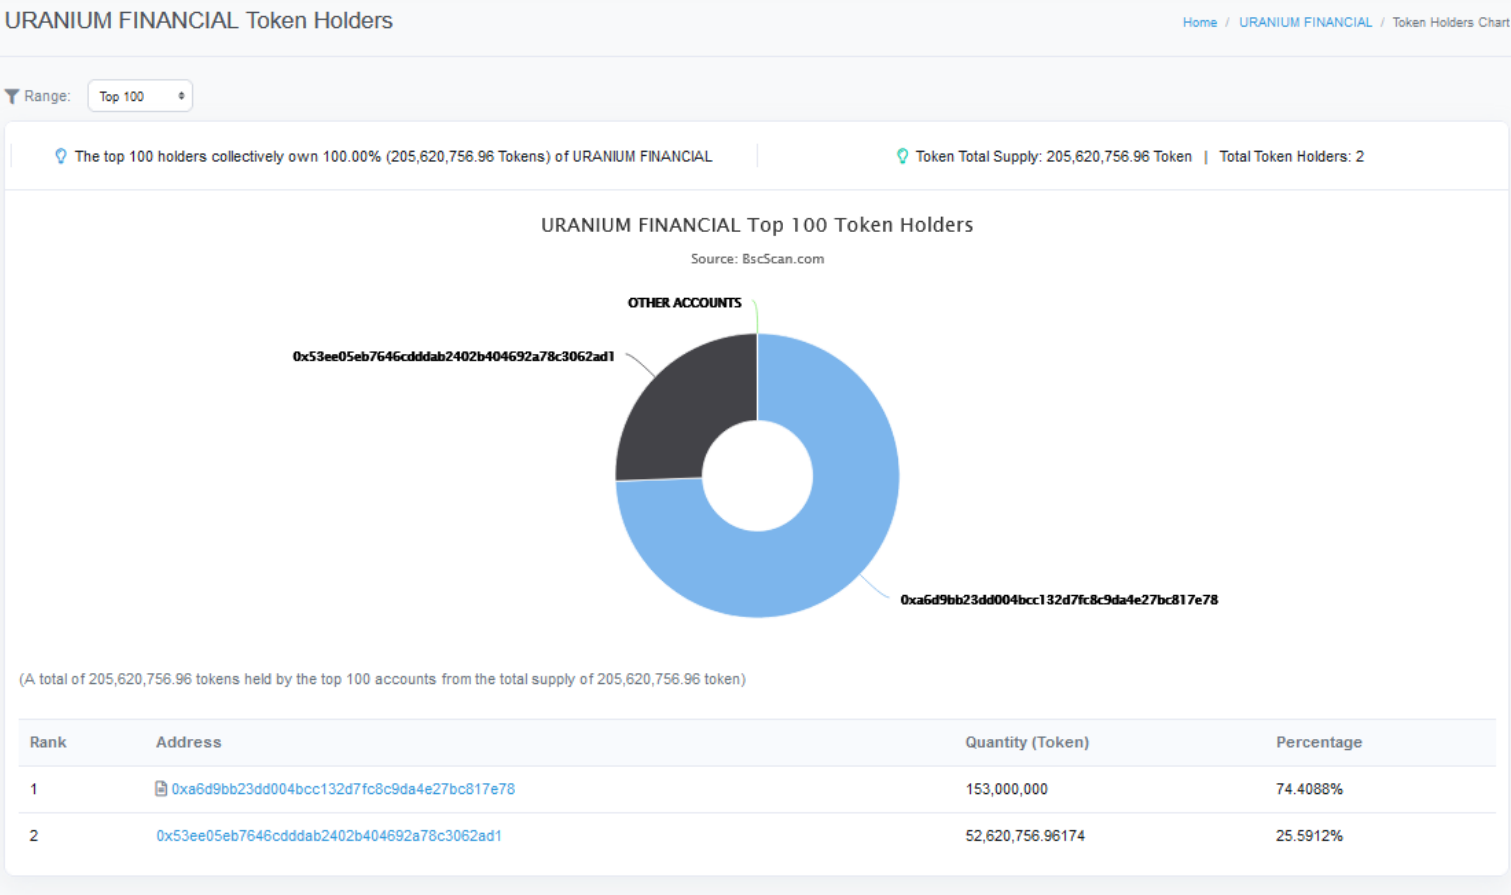 URANIUM FINANCIAL Token Holders
Home / URANIUM FINANCIAL / Token Holders Chart
Range: Top 100
The top 100 holders collectively own 100.00% (205,620,756.96 Tokens) of URANIUM FINANCIAL
Token Total Supply: 205,620,756.96 Token | Total Token Holders: 2
URANIUM FINANCIAL Top 100 Token Holders
Source: BscScan.com
OTHER ACCOUNTS
0x53ee05eb7646cdddab2402b404692a78c3062ad1
0xa6d9bb23dd004bcc132d7fc8c9da4e27bc817e78
(A total of 205,620,756.96 tokens held by the top 100 accounts from the total supply of 205,620,756.96 token)
Rank Address Quantity (Token) Percentage
1 0xa6d9bb23dd004bcc132d7fc8c9da4e27bc817e78 153,000,000 74.4088%
2 0x53ee05eb7646cdddab2402b404692a78c3062ad1 52,620,756.96174 25.5912%